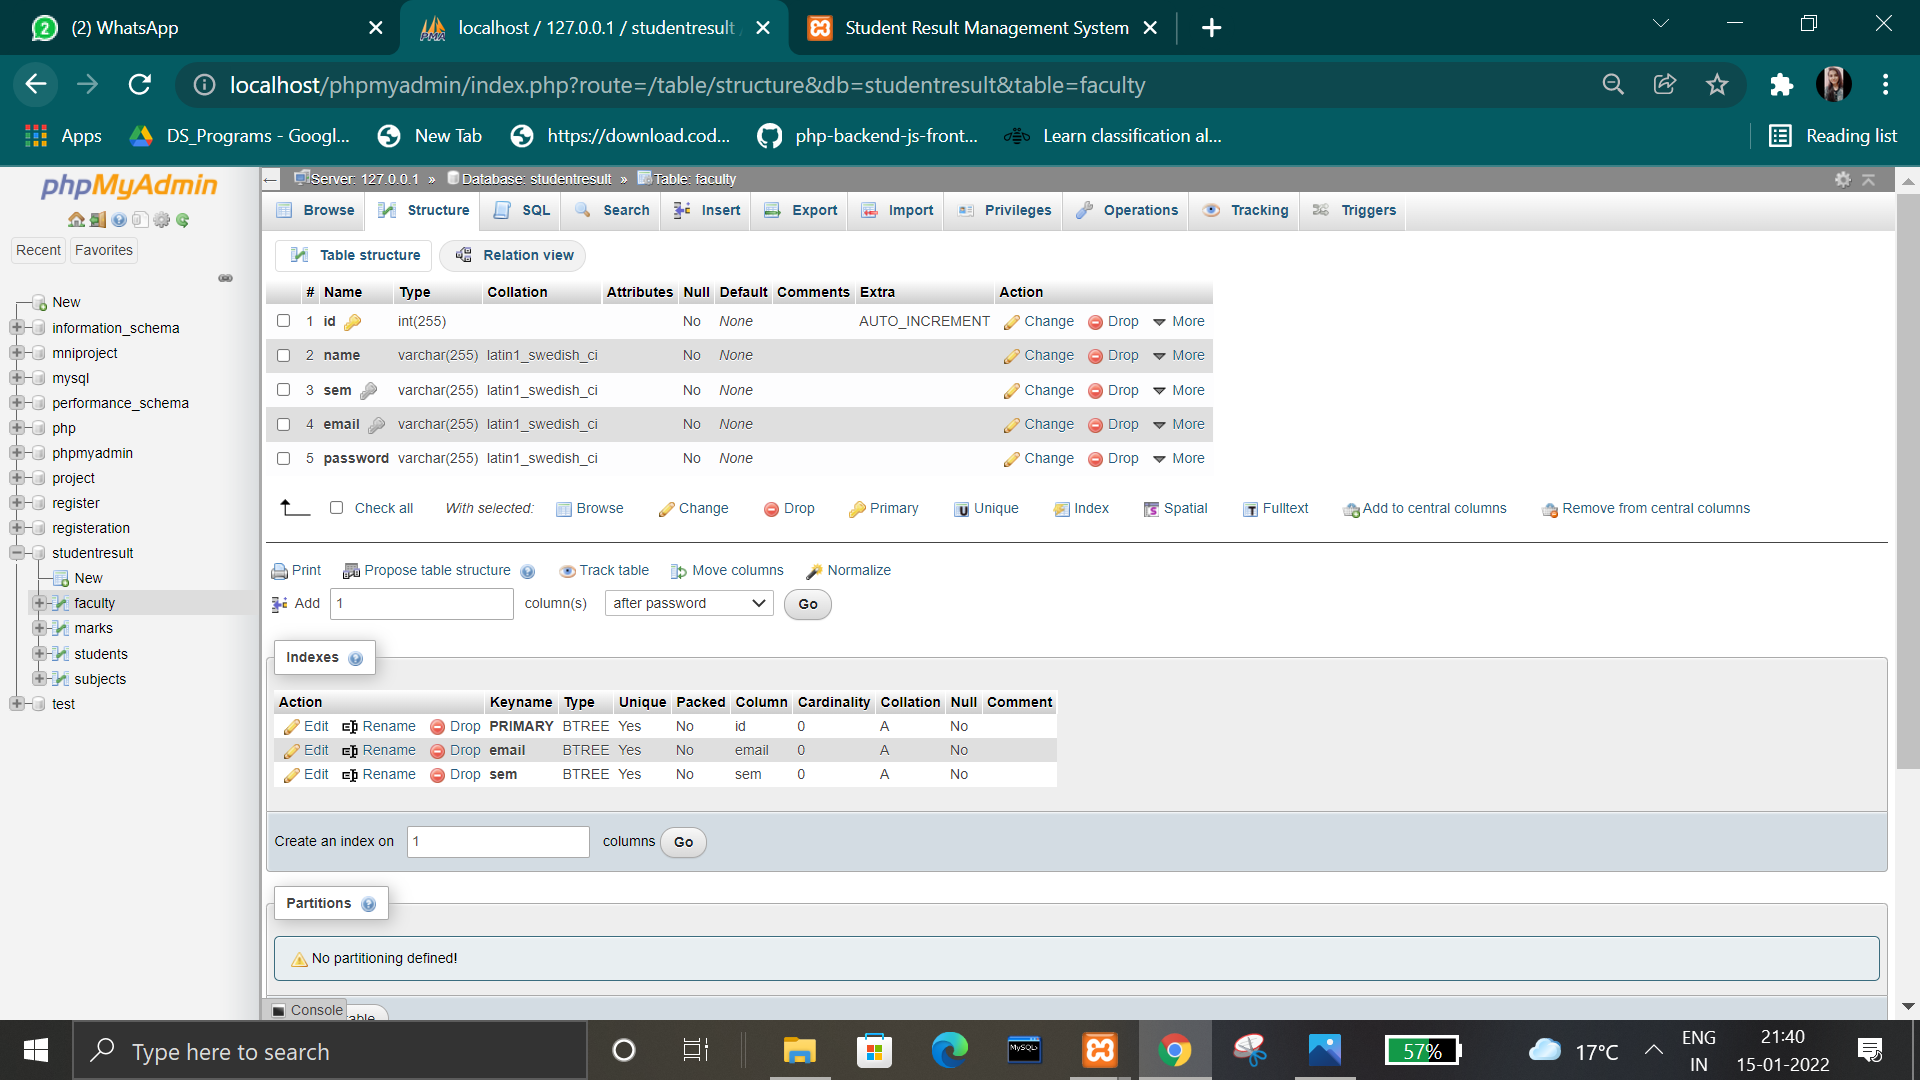 (2) WhatsApp
localhost / 127.0.0.1 / studentresult
Student Result Management System
localhost/phpmyadmin/index.php?route=/table/structure&db=studentresult&table=faculty
Apps
DS_Programs - Googl...
New Tab
https://download.cod...
php-backend-js-front...
Learn classification al...
Reading list
phpMyAdmin
Recent
Favorites
New
information_schema
mniproject
mysql
performance_schema
php
phpmyadmin
project
register
registeration
studentresult
New
faculty
marks
students
subjects
test
Server: 127.0.0.1 » Database: studentresult » Table: faculty
Browse Structure SQL Search Insert Export Import Privileges Operations Tracking Triggers
Table structure Relation view
# Name Type Collation Attributes Null Default Comments Extra Action
1 id int(255) No None AUTO_INCREMENT Change Drop More
2 name varchar(255) latin1_swedish_ci No None Change Drop More
3 sem varchar(255) latin1_swedish_ci No None Change Drop More
4 email varchar(255) latin1_swedish_ci No None Change Drop More
5 password varchar(255) latin1_swedish_ci No None Change Drop More
Check all With selected: Browse Change Drop Primary Unique Index Spatial Fulltext Add to central columns Remove from central columns
Print Propose table structure Track table Move columns Normalize
Add 1 column(s) after password Go
Indexes
Action Keyname Type Unique Packed Column Cardinality Collation Null Comment
Edit Rename Drop PRIMARY BTREE Yes No id 0 A No
Edit Rename Drop email BTREE Yes No email 0 A No
Edit Rename Drop sem BTREE Yes No sem 0 A No
Create an index on 1 columns Go
Partitions
No partitioning defined!
Console
Type here to search
MySQL
57%
17°C
ENG
IN
21:40
15-01-2022